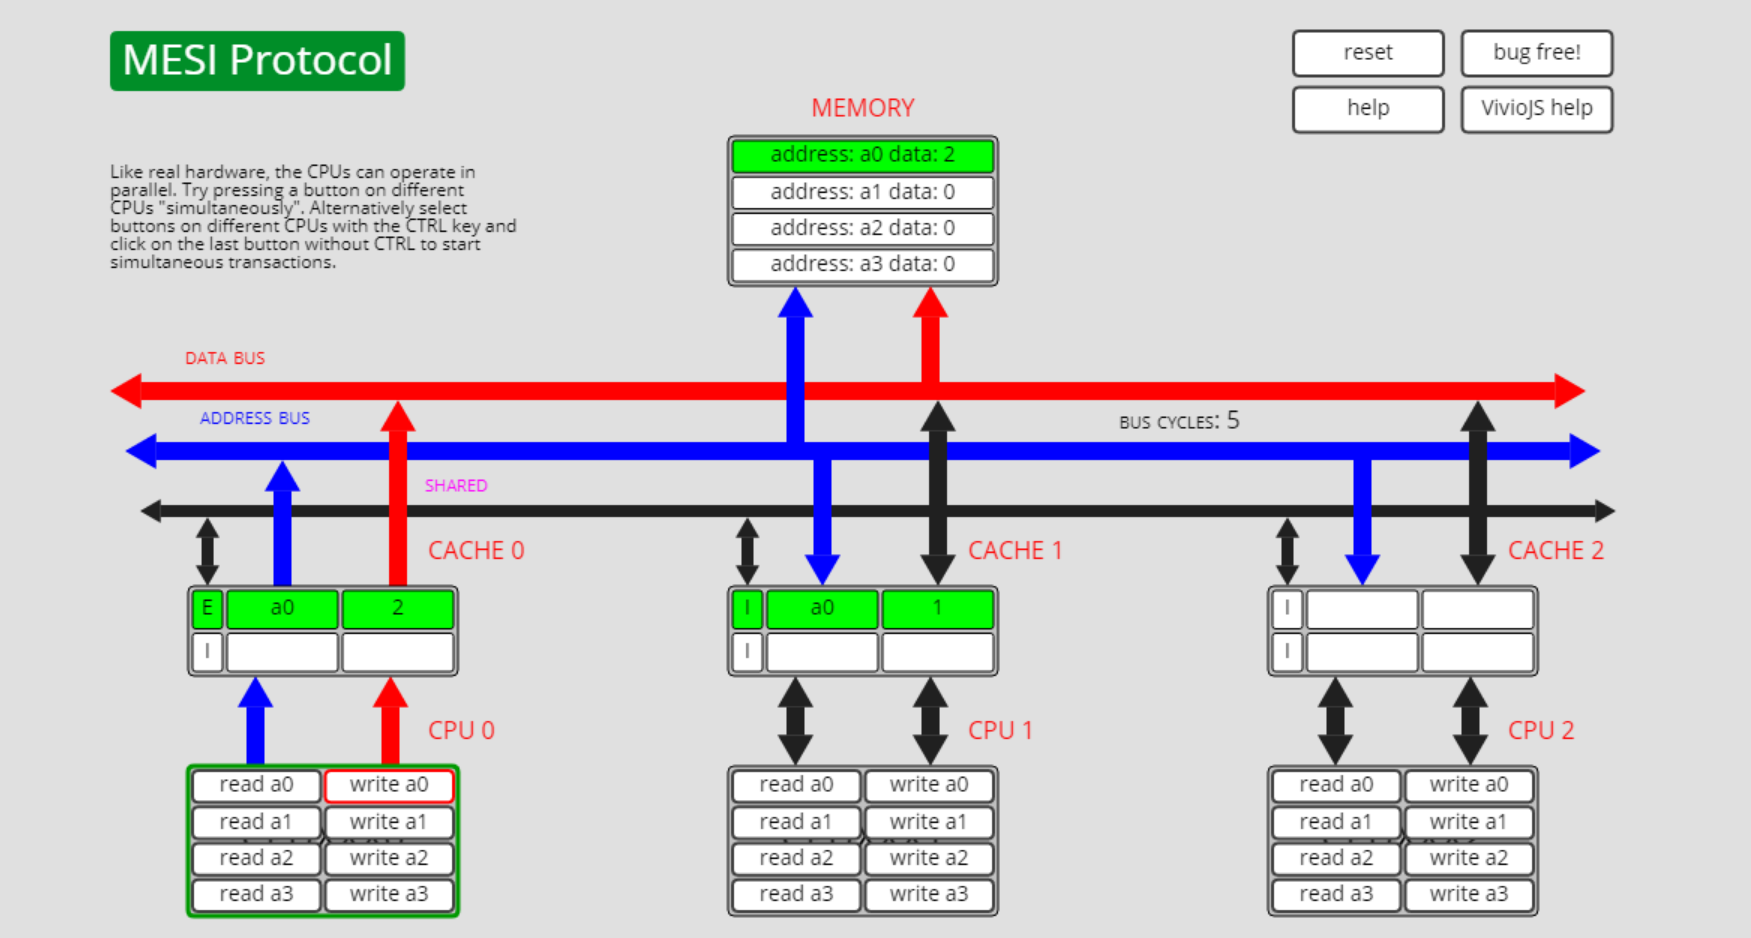 MESI Protocol
reset
bug free!
help
VivioJS help
MEMORY
address: a0 data: 2
address: a1 data: 0
address: a2 data: 0
address: a3 data: 0
Like real hardware, the CPUs can operate in
parallel. Try pressing a button on different
CPUs "simultaneously". Alternatively select
buttons on different CPUs with the CTRL key and
click on the last button without CTRL to start
simultaneous transactions.
DATA BUS
ADDRESS BUS
BUS CYCLES: 5
SHARED
CACHE 0
CACHE 1
CACHE 2
E a0 2
I
I a0 1
I
I
I
CPU 0
CPU 1
CPU 2
read a0 write a0
read a1 write a1
read a2 write a2
read a3 write a3
read a0 write a0
read a1 write a1
read a2 write a2
read a3 write a3
read a0 write a0
read a1 write a1
read a2 write a2
read a3 write a3